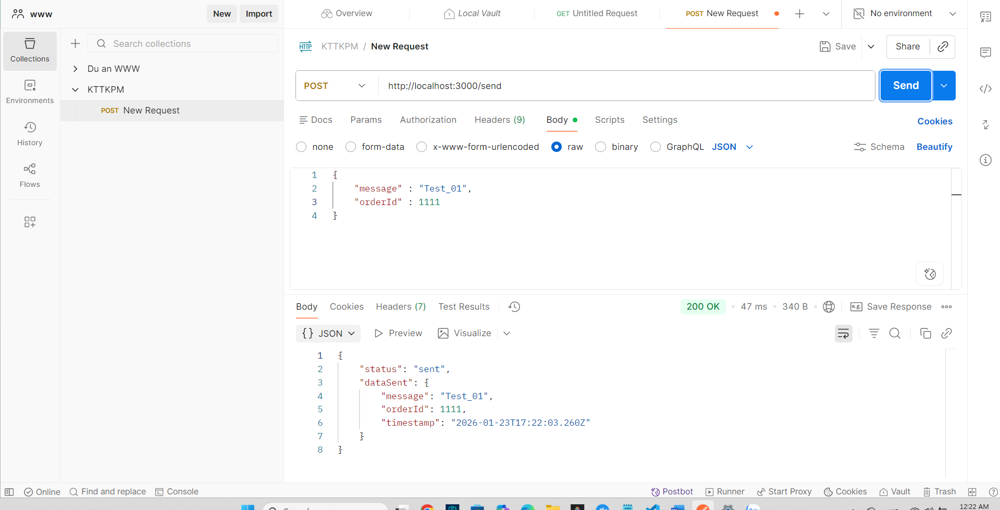 www
New
Import
Overview
Local Vault
GET Untitled Request
POST New Request
No environment
Collections
Environments
History
Flows
Search collections
Du an WWW
KTTKPM
POST New Request
HTTP KTTKPM / New Request
Save
Share
POST
http://localhost:3000/send
Send
Docs
Params
Authorization
Headers (9)
Body
Scripts
Settings
Cookies
none
form-data
x-www-form-urlencoded
raw
binary
GraphQL
JSON
Schema
Beautify
1 {
2 "message" : "Test_01",
3 "orderId" : 1111
4 }
Body
Cookies
Headers (7)
Test Results
200 OK
47 ms
340 B
e.g. Save Response
{} JSON
Preview
Visualize
1 {
2 "status": "sent",
3 "dataSent": {
4 "message": "Test_01",
5 "orderId": 1111,
6 "timestamp": "2026-01-23T17:22:03.260Z"
7 }
8 }
Online
Find and replace
Console
Postbot
Runner
Start Proxy
Cookies
Vault
Trash
12:22 AM